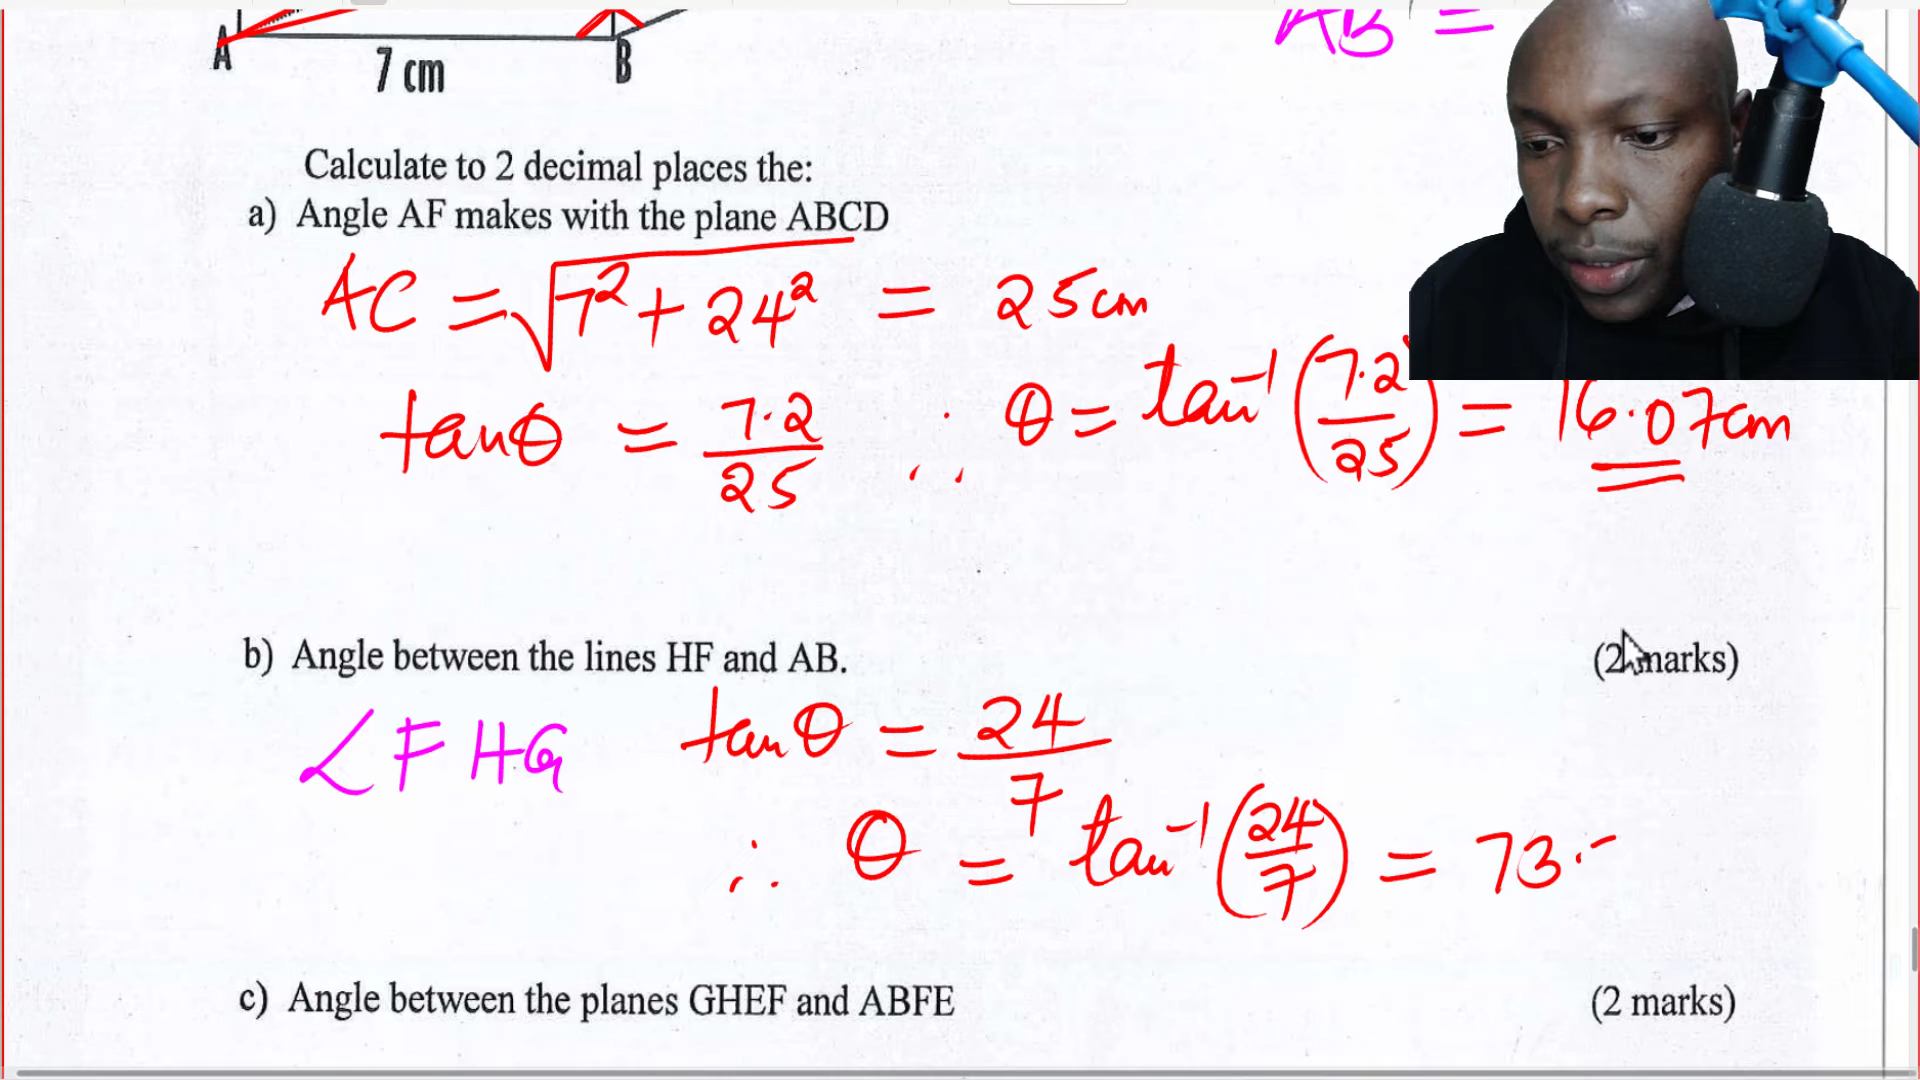 AB =
A
7 cm
B
Calculate to 2 decimal places the:
a) Angle AF makes with the plane ABCD
AC = √7² + 24² = 25cm
tanθ = 7.2/25 ∴ θ = tan⁻¹(7.2/25) = 16.07cm
b) Angle between the lines HF and AB. (2 marks)
∠FHG tanθ = 24/7
∴ θ = tan⁻¹(24/7) = 73.
c) Angle between the planes GHEF and ABFE (2 marks)